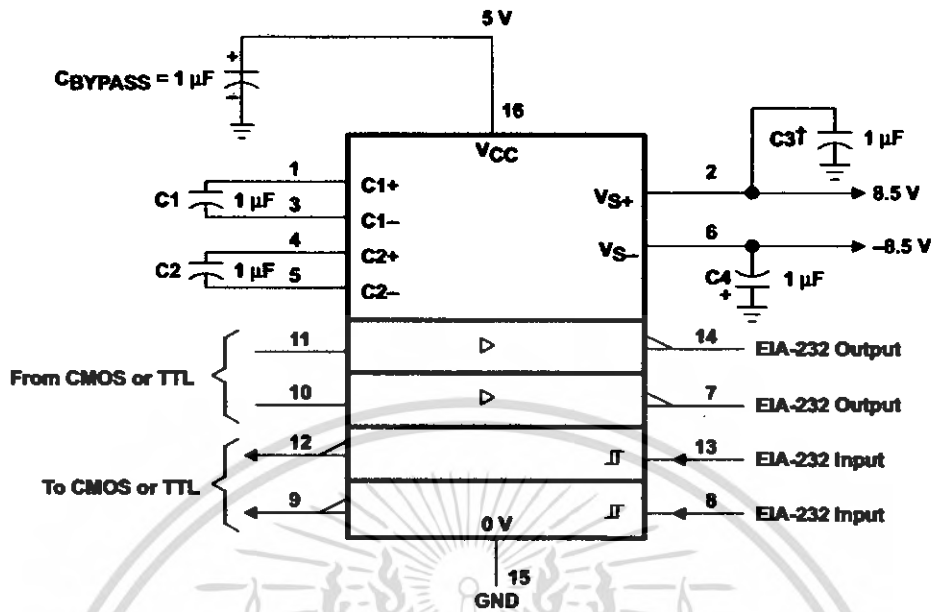 5 V
CBYPASS = 1 µF
+
–
16
VCC
C3† 1 µF
1
C1+
2
VS+
8.5 V
C1 1 µF
3
C1–
4
C2+
6
VS–
–8.5 V
C2 1 µF
5
C2–
C4 1 µF
+
11
14
EIA-232 Output
From CMOS or TTL
10
7
EIA-232 Output
12
13
EIA-232 Input
To CMOS or TTL
9
8
EIA-232 Input
0 V
15
GND